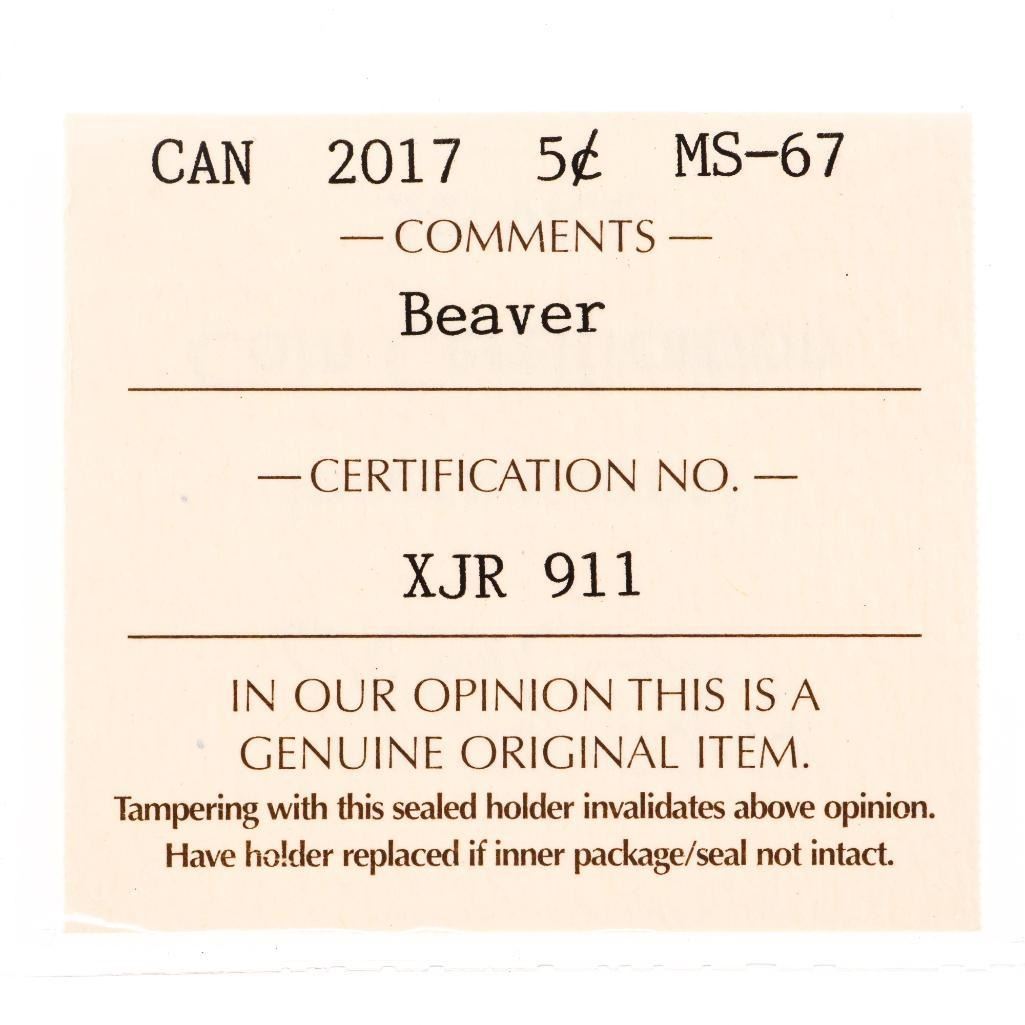 CAN 2017 5¢ MS-67
— COMMENTS —
Beaver
— CERTIFICATION NO. —
XJR 911
IN OUR OPINION THIS IS A
GENUINE ORIGINAL ITEM.
Tampering with this sealed holder invalidates above opinion.
Have holder replaced if inner package/seal not intact.